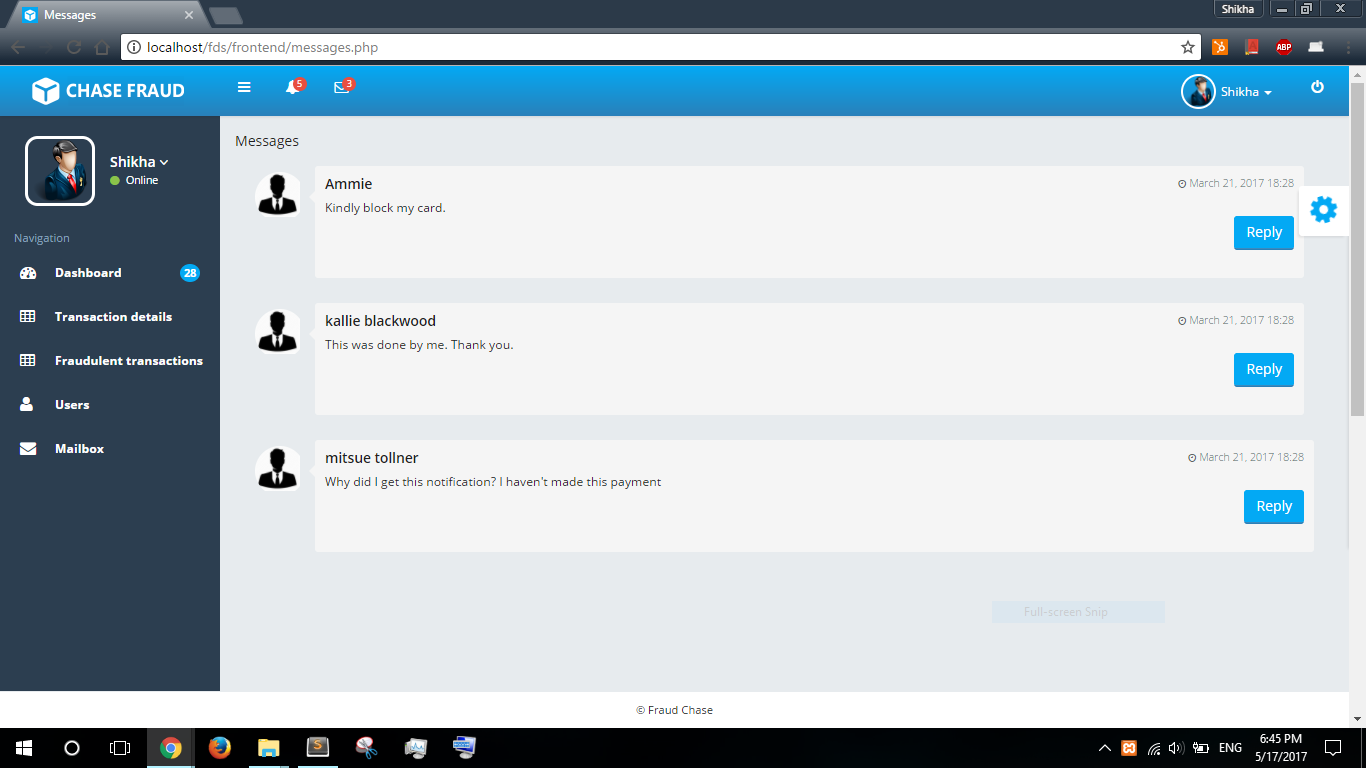 Messages
Shikha
localhost/fds/frontend/messages.php
ABP
CHASE FRAUD
5
3
Shikha
Shikha
Online
Navigation
Dashboard 28
Transaction details
Fraudulent transactions
Users
Mailbox
Messages
Ammie
March 21, 2017 18:28
Kindly block my card.
Reply
kallie blackwood
March 21, 2017 18:28
This was done by me. Thank you.
Reply
mitsue tollner
March 21, 2017 18:28
Why did I get this notification? I haven't made this payment
Reply
Full-screen Snip
© Fraud Chase
ENG
6:45 PM
5/17/2017